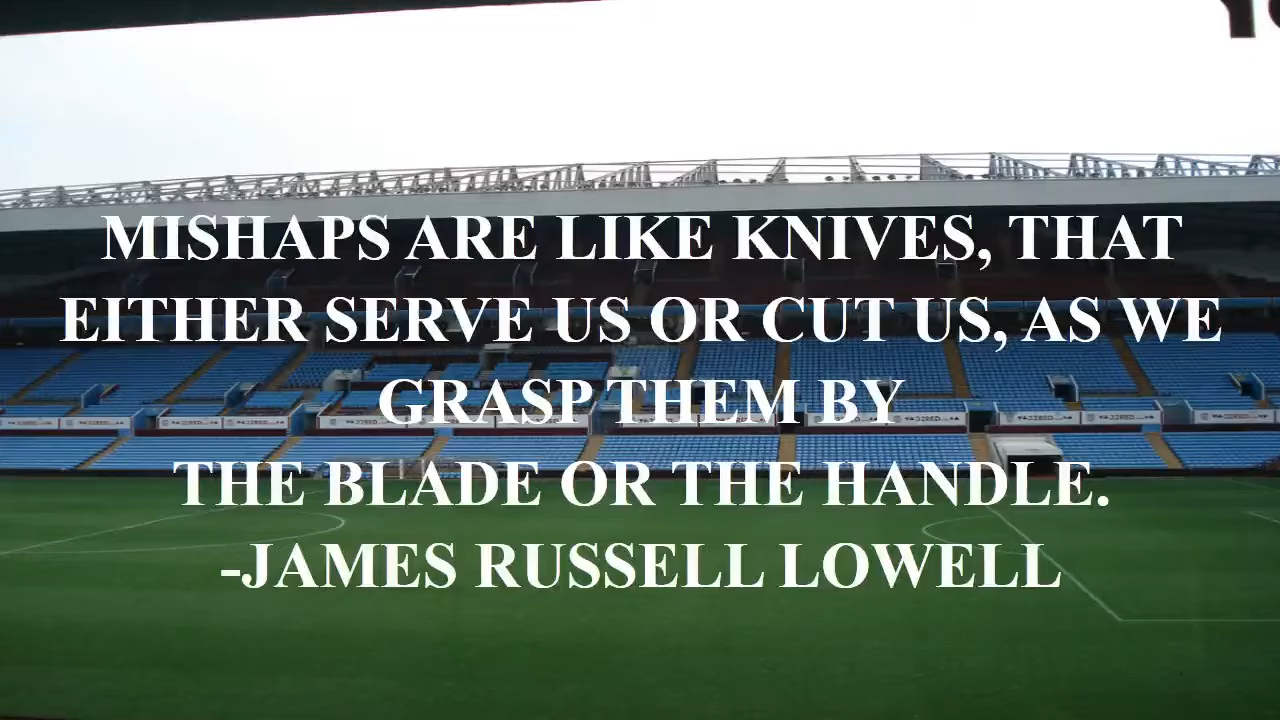 MISHAPS ARE LIKE KNIVES, THAT
EITHER SERVE US OR CUT US, AS WE
GRASP THEM BY
THE BLADE OR THE HANDLE.
-JAMES RUSSELL LOWELL